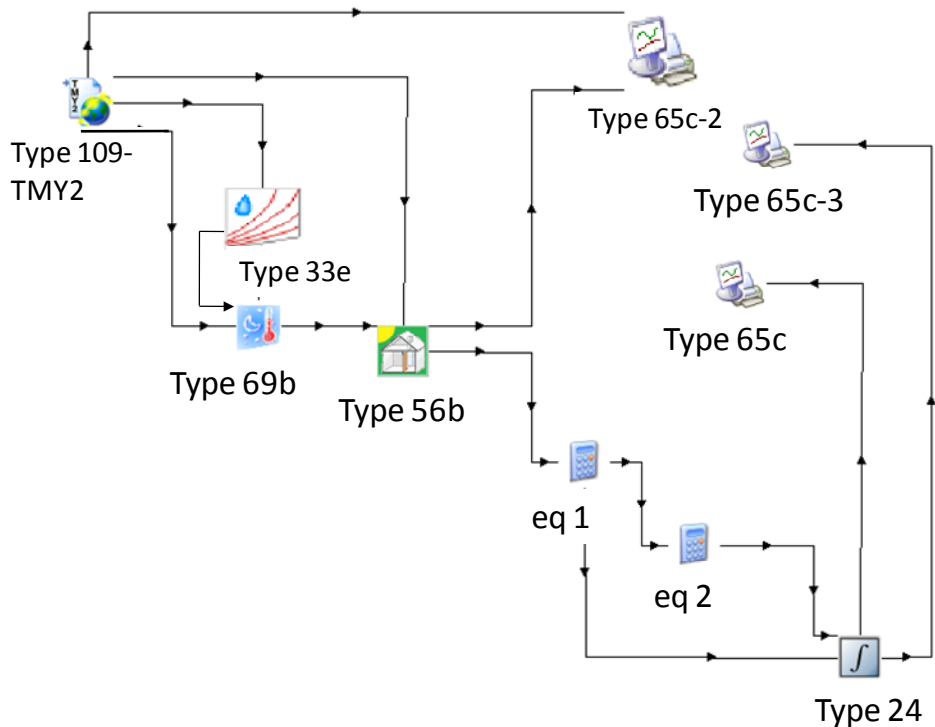 TMY2
Type 65c-2
Type 109-
TMY2
Type 65c-3
Type 33e
Type 65c
Type 69b
Type 56b
eq 1
eq 2
∫
Type 24